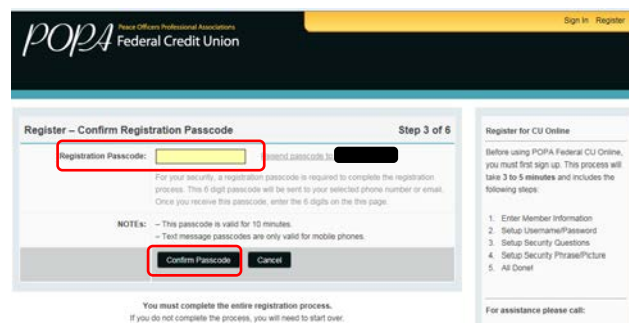 Sign In Register
POPA Peace Officers Professional Associations
Federal Credit Union
Register – Confirm Registration Passcode Step 3 of 6
Registration Passcode: Resend passcode to
For your security, a registration passcode is required to complete the registration
process. This 6 digit passcode will be sent to your selected phone number or email.
Once you receive this passcode, enter the 6 digits on the this page.
NOTEs: – This passcode is valid for 10 minutes.
– Text message passcodes are only valid for mobile phones.
Confirm Passcode Cancel
You must complete the entire registration process.
If you do not complete the process, you will need to start over.
Register for CU Online
Before using POPA Federal CU Online,
you must first sign up. This process will
take 3 to 5 minutes and includes the
following steps:
1. Enter Member Information
2. Setup Username/Password
3. Setup Security Questions
4. Setup Security Phrase/Picture
5. All Done!
For assistance please call: